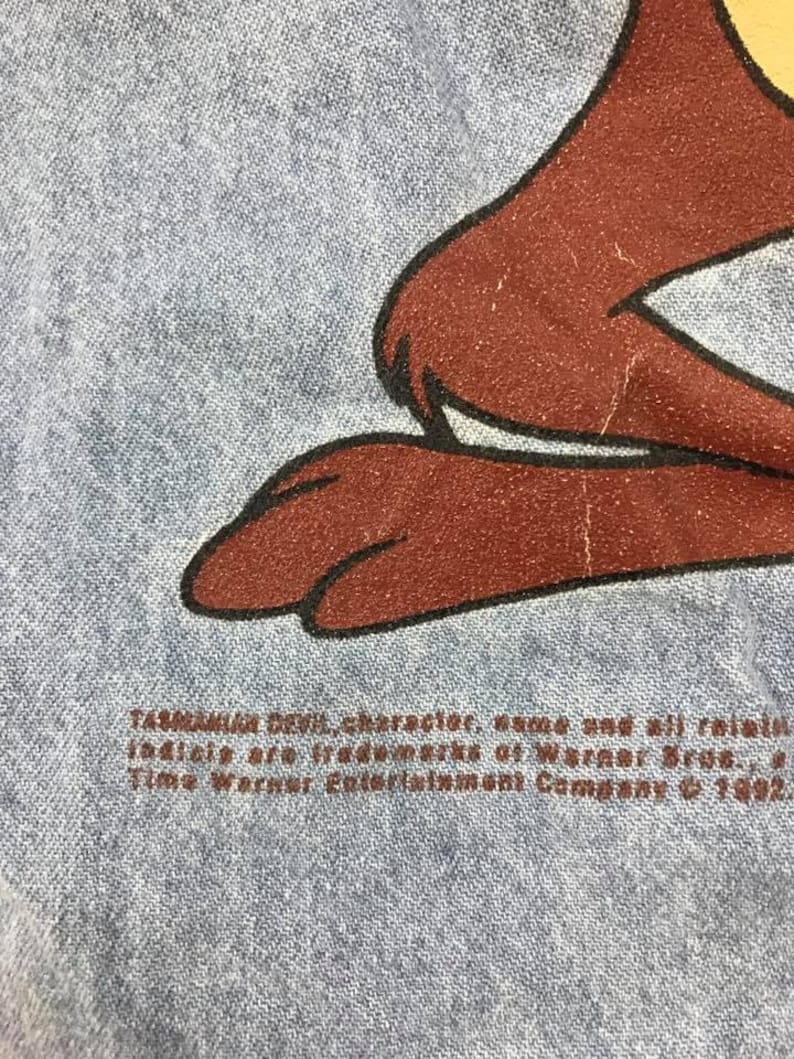 TASMANIAN DEVIL, character, name and all
indicia are trademarks of Warner Bros.,
Time Warner Entertainment Company © 1992.